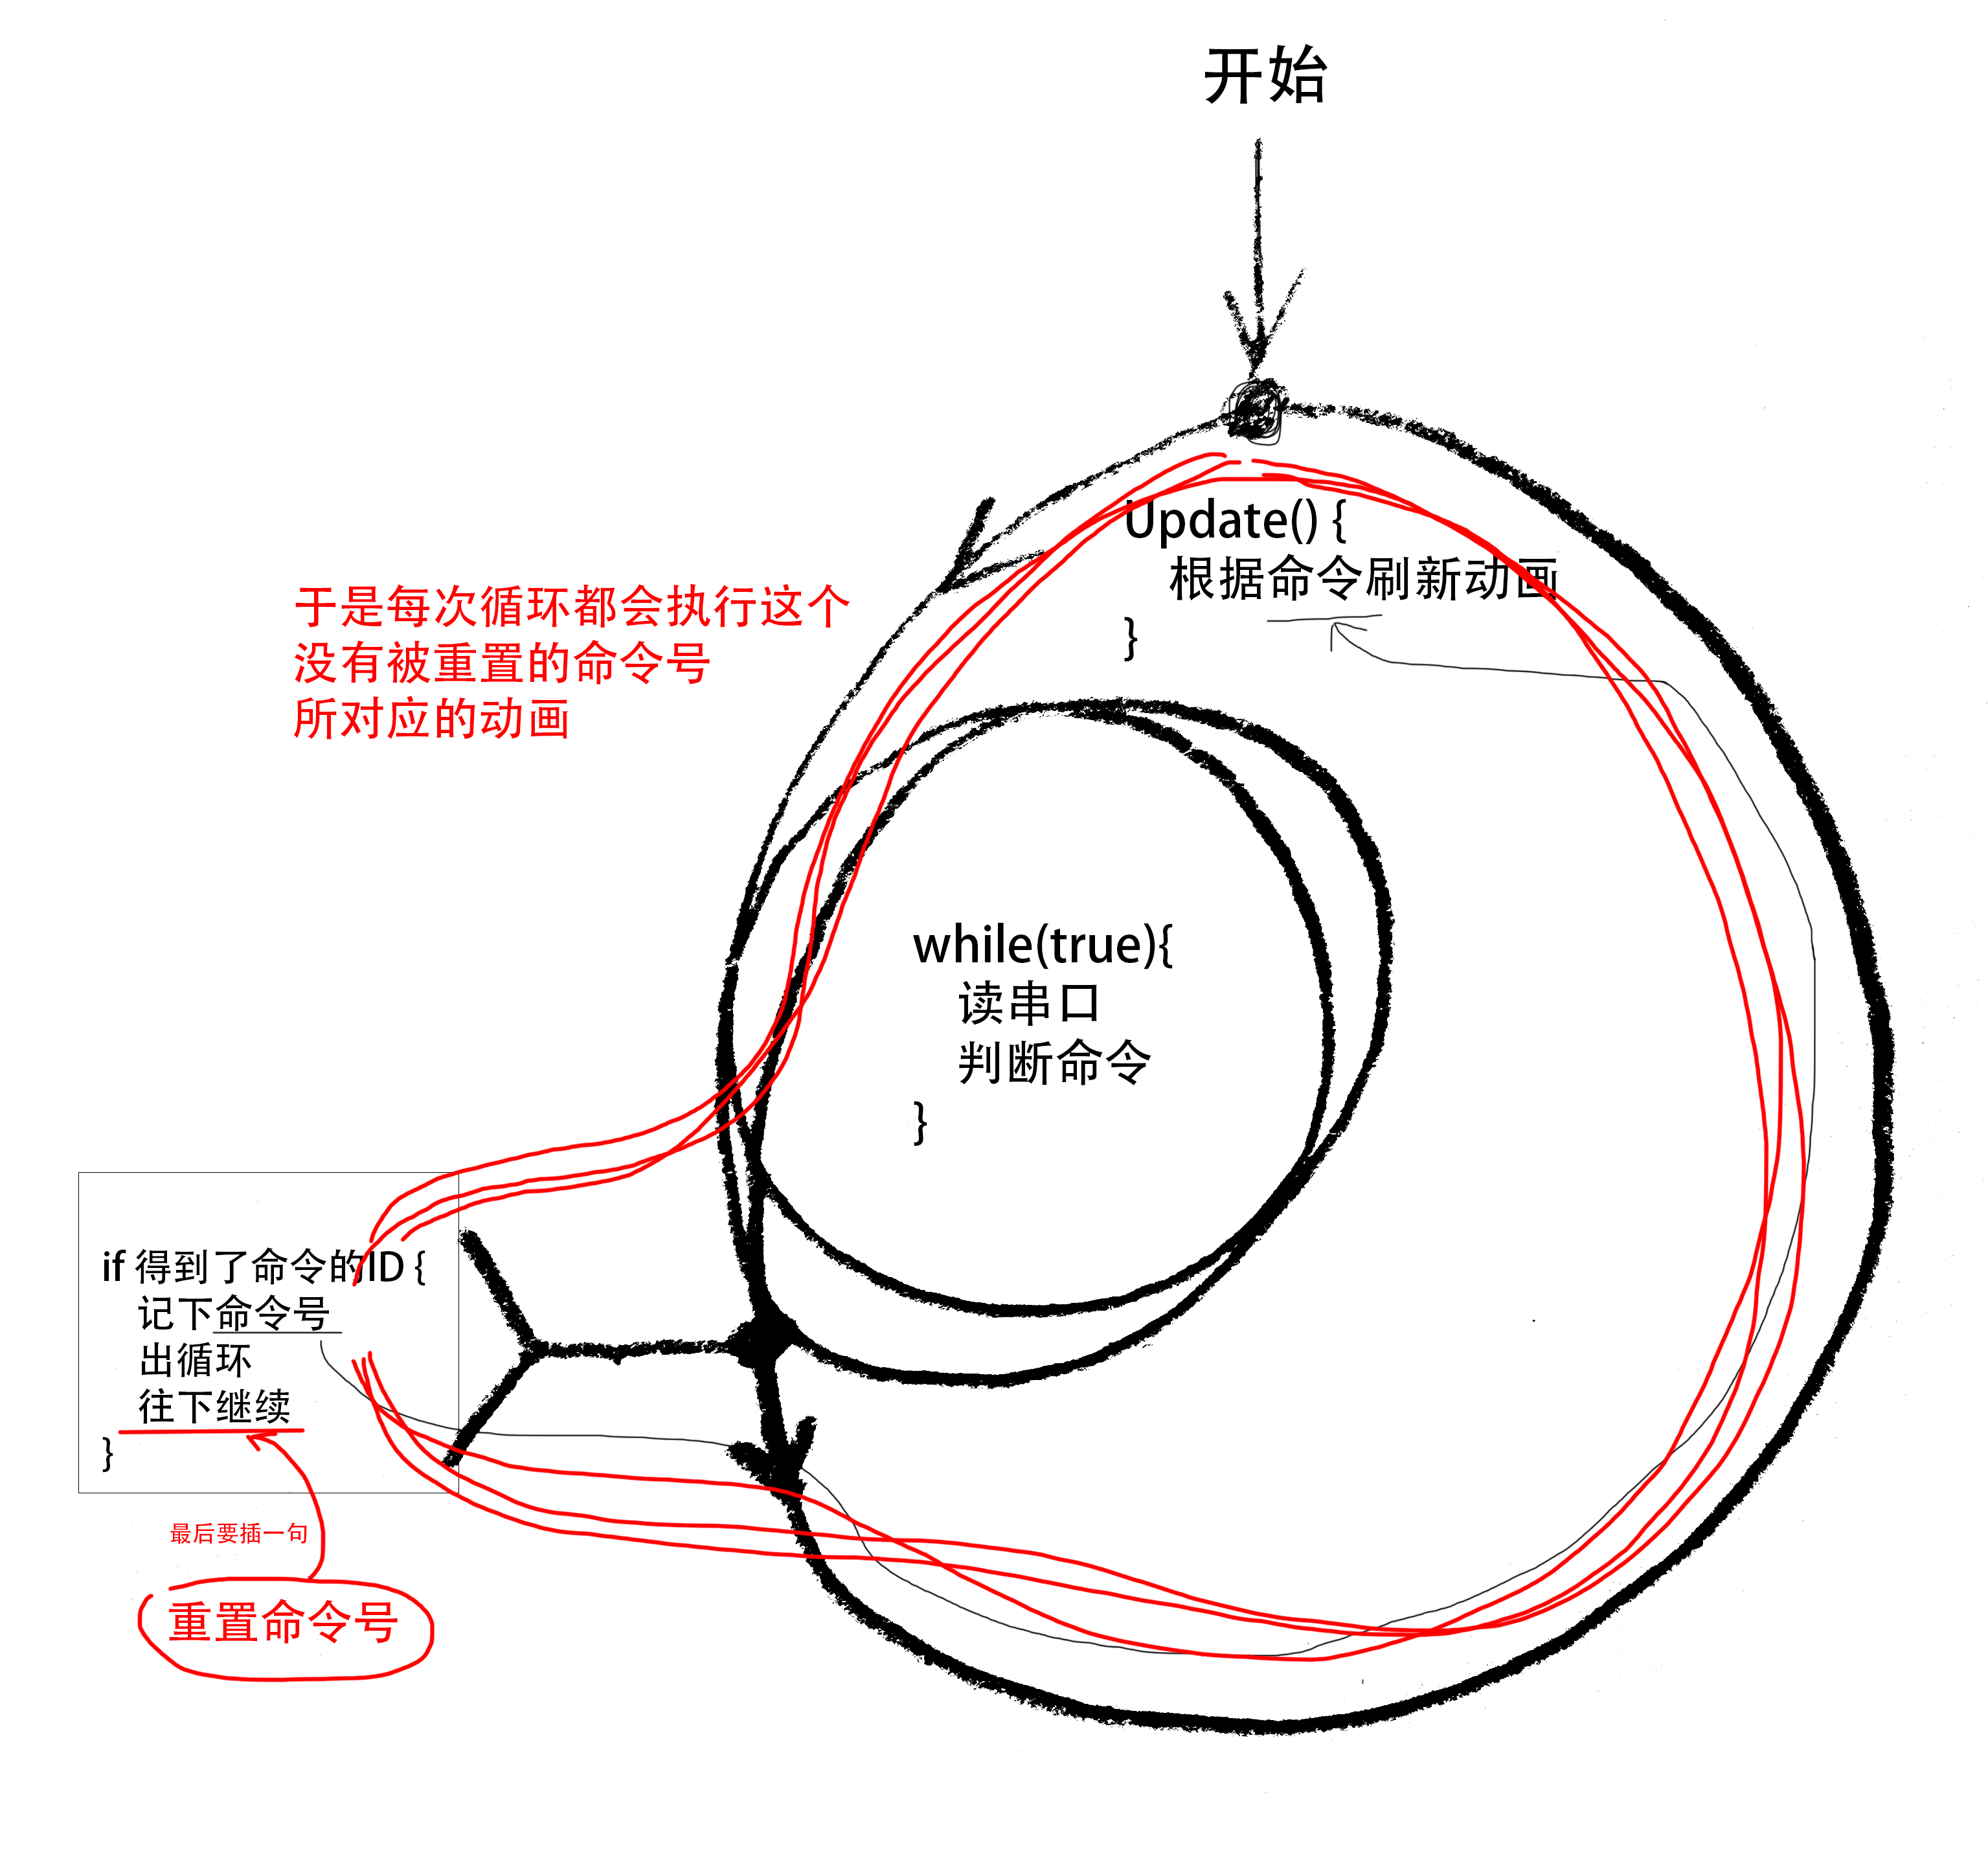 开始
Update() {
根据命令刷新动画
}
于是每次循环都会执行这个
没有被重置的命令号
所对应的动画
while(true){
读串口
判断命令
}
if 得到了命令的ID {
记下命令号
出循环
往下继续
}
最后要插一句
重置命令号